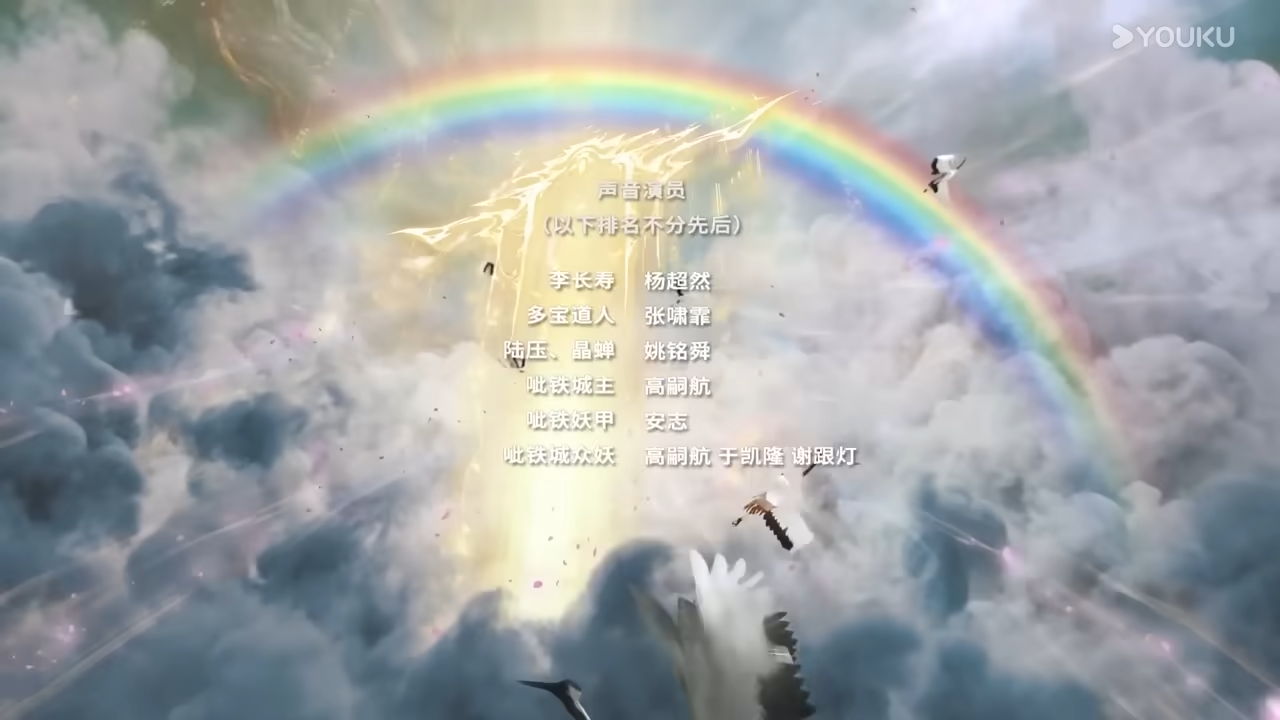 YOUKU
声音演员
（以下排名不分先后）
李长寿 杨超然
多宝道人 张啸霏
陆压、晶蝉 姚铭舜
呲铁城主 高嗣航
呲铁妖甲 安志
呲铁城众妖 高嗣航 于凯隆 谢跟灯